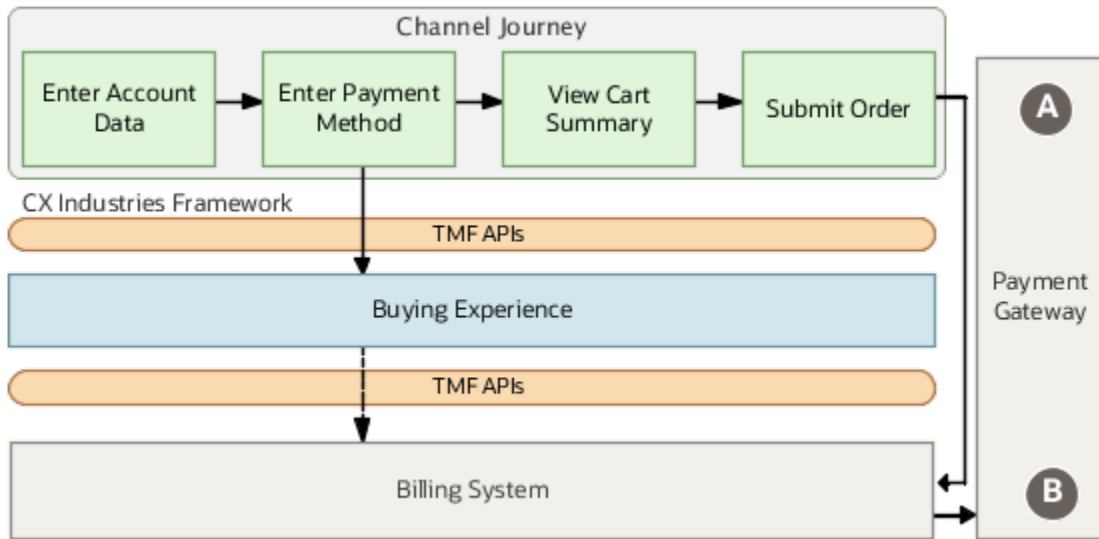 Channel Journey
Enter Account
Data
Enter Payment
Method
View Cart
Summary
Submit Order
A
CX Industries Framework
TMF APIs
Buying Experience
Payment
Gateway
TMF APIs
Billing System
B